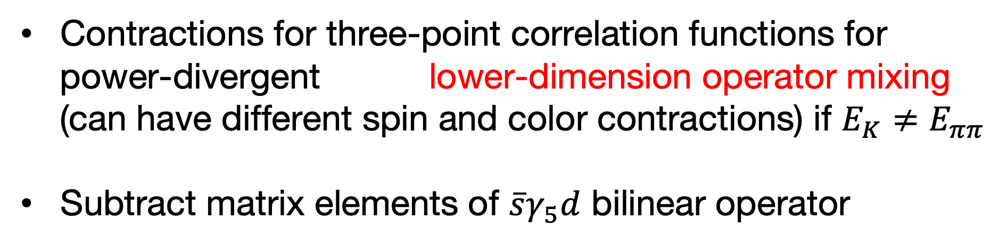 • Contractions for three-point correlation functions for
power-divergent lower-dimension operator mixing
(can have different spin and color contractions) if $E_K \neq E_{\pi\pi}$
• Subtract matrix elements of $\bar{s}\gamma_5 d$ bilinear operator